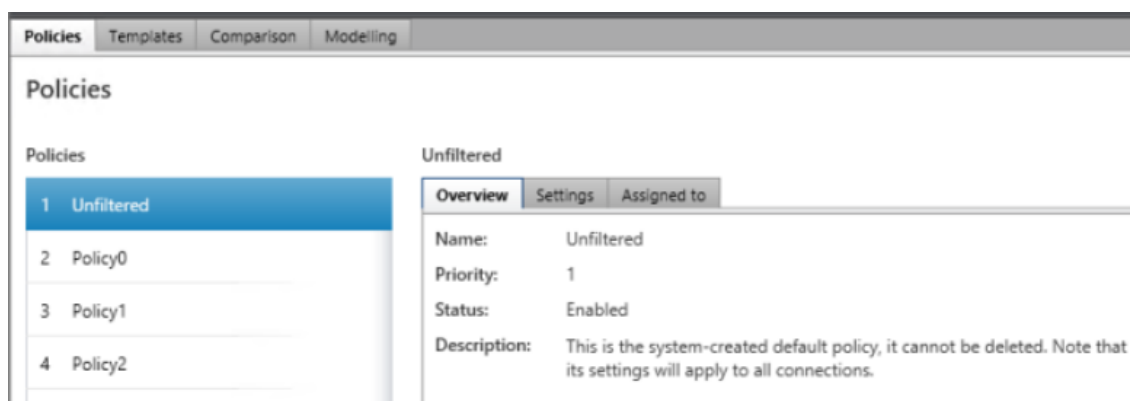 Policies Templates Comparison Modelling
Policies
Policies
1 Unfiltered
2 Policy0
3 Policy1
4 Policy2
Unfiltered
Overview Settings Assigned to
Name: Unfiltered
Priority: 1
Status: Enabled
Description: This is the system-created default policy, it cannot be deleted. Note that
its settings will apply to all connections.